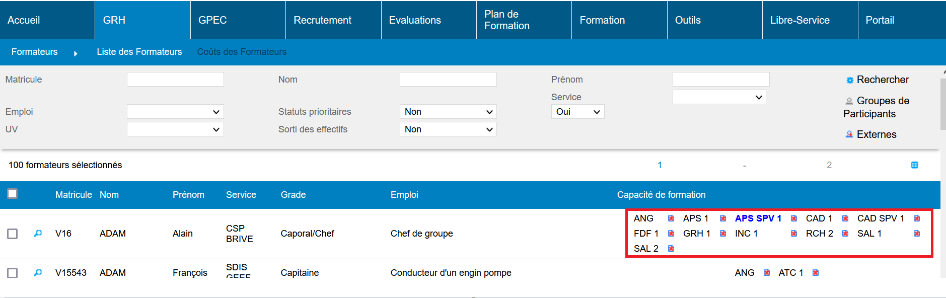 Accueil GRH GPEC Recrutement Evaluations Plan de Formation Formation Outils Libre-Service Portail
Formateurs Liste des Formateurs Coûts des Formateurs
Matricule Nom Prénom Rechercher
Service
Groupes de Participants
Emploi Statuts prioritaires Non Oui
UV Sorti des effectifs Non Externes
100 formateurs sélectionnés 1 - 2
Matricule Nom Prénom Service Grade Emploi Capacité de formation
V16 ADAM Alain CSP BRIVE Caporal/Chef Chef de groupe
ANG APS 1 APS SPV 1 CAD 1 CAD SPV 1
FDF 1 GRH 1 INC 1 RCH 2 SAL 1
SAL 2
V15543 ADAM François SDIS Capitaine Conducteur d'un engin pompe ANG ATC 1